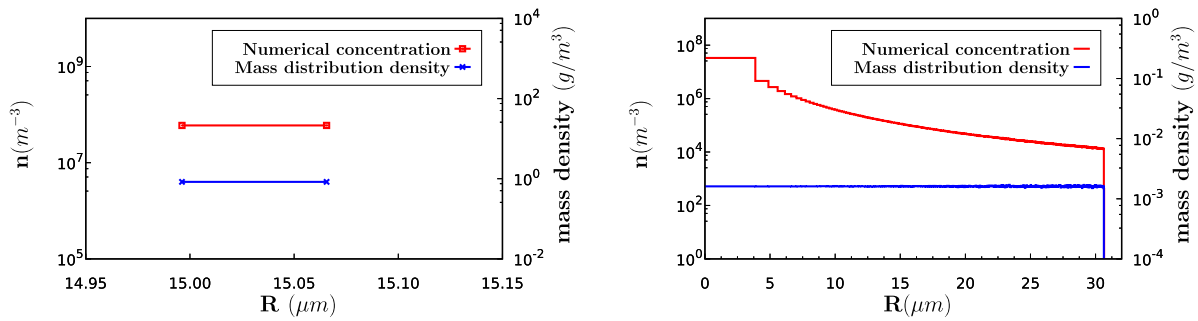 10^9
10^7
10^5
n(m^{-3})
10^4
10^2
10^0
10^{-2}
mass density (g/m^3)
Numerical concentration
Mass distribution density
14.95 15.00 15.05 15.10 15.15
R (μm)
10^8
10^6
10^4
10^2
10^0
n(m^{-3})
10^0
10^{-1}
10^{-2}
10^{-3}
10^{-4}
mass density (g/m^3)
Numerical concentration
Mass distribution density
0 5 10 15 20 25 30
R(μm)